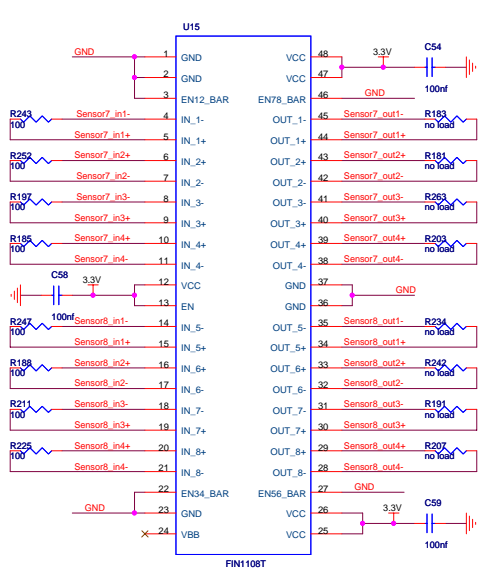 U15
GND 1 GND VCC 48 3.3V C54
2 GND VCC 47 100nf
3 EN12_BAR EN78_BAR 46 GND
R243 100 Sensor7_in1- 4 IN_1- OUT_1- 45 Sensor7_out1- R183 no load
Sensor7_in1+ 5 IN_1+ OUT_1+ 44 Sensor7_out1+
R252 100 Sensor7_in2+ 6 IN_2+ OUT_2+ 43 Sensor7_out2+ R181 no load
Sensor7_in2- 7 IN_2- OUT_2- 42 Sensor7_out2-
R197 100 Sensor7_in3- 8 IN_3- OUT_3- 41 Sensor7_out3- R263 no load
Sensor7_in3+ 9 IN_3+ OUT_3+ 40 Sensor7_out3+
R185 100 Sensor7_in4+ 10 IN_4+ OUT_4+ 39 Sensor7_out4+ R203 no load
Sensor7_in4- 11 IN_4- OUT_4- 38 Sensor7_out4-
C58 100nf 3.3V 12 VCC GND 37 GND
13 EN GND 36
R247 100 Sensor8_in1- 14 IN_5- OUT_5- 35 Sensor8_out1- R234 no load
Sensor8_in1+ 15 IN_5+ OUT_5+ 34 Sensor8_out1+
R188 100 Sensor8_in2+ 16 IN_6+ OUT_6+ 33 Sensor8_out2+ R242 no load
Sensor8_in2- 17 IN_6- OUT_6- 32 Sensor8_out2-
R211 100 Sensor8_in3- 18 IN_7- OUT_7- 31 Sensor8_out3- R191 no load
Sensor8_in3+ 19 IN_7+ OUT_7+ 30 Sensor8_out3+
R225 100 Sensor8_in4+ 20 IN_8+ OUT_8+ 29 Sensor8_out4+ R207 no load
Sensor8_in4- 21 IN_8- OUT_8- 28 Sensor8_out4-
22 EN34_BAR EN56_BAR 27 GND
GND 23 GND VCC 26 3.3V C59
24 VBB VCC 25 100nf
FIN1108T